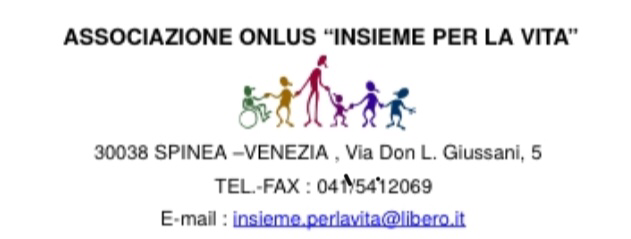 ASSOCIAZIONE ONLUS “INSIEME PER LA VITA”
30038 SPINEA –VENEZIA , Via Don L. Giussani, 5
TEL.-FAX : 041/5412069
E-mail : insieme.perlavita@libero.it